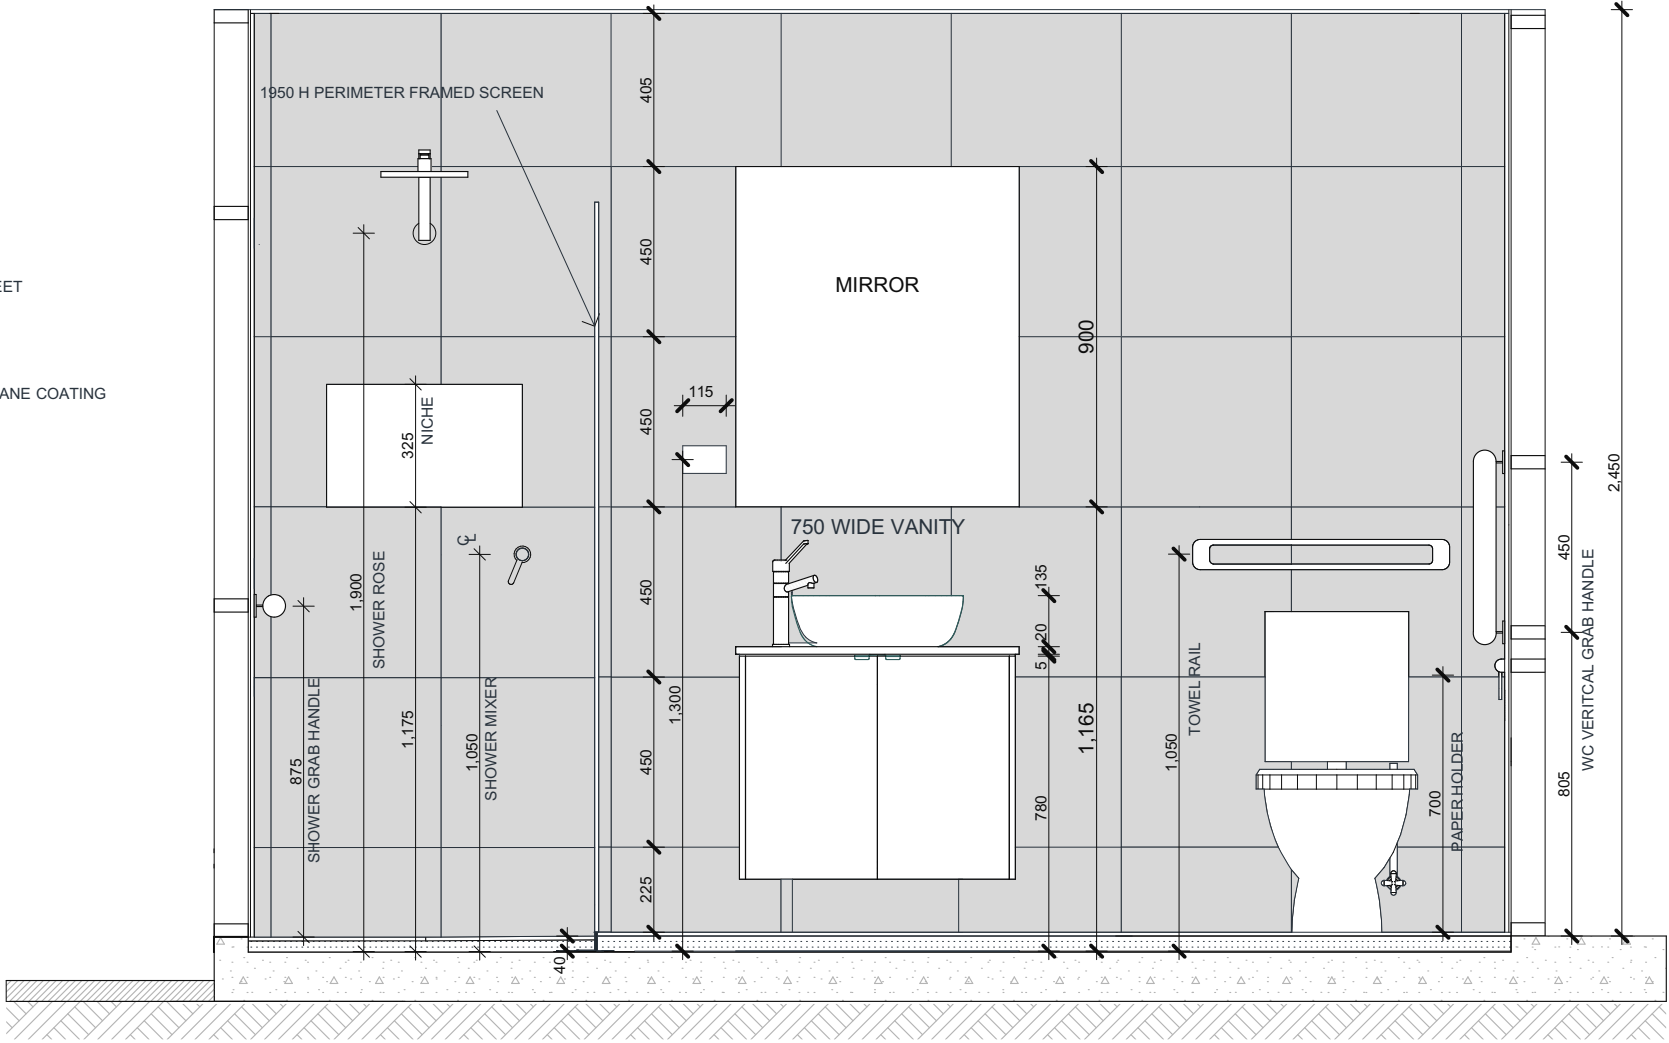 405
1950 H PERIMETER FRAMED SCREEN
450
EET
MIRROR
900
ANE COATING
115
450
325
NICHE
2,450
750 WIDE VANITY
℄
450
450
135
20
5
1,900
SHOWER ROSE
WC VERITCAL GRAB HANDLE
1,300
1,165
TOWEL RAIL
1,050
1,175
1,050
SHOWER MIXER
875
SHOWER GRAB HANDLE
450
780
700
PAPER HOLDER
805
225
40